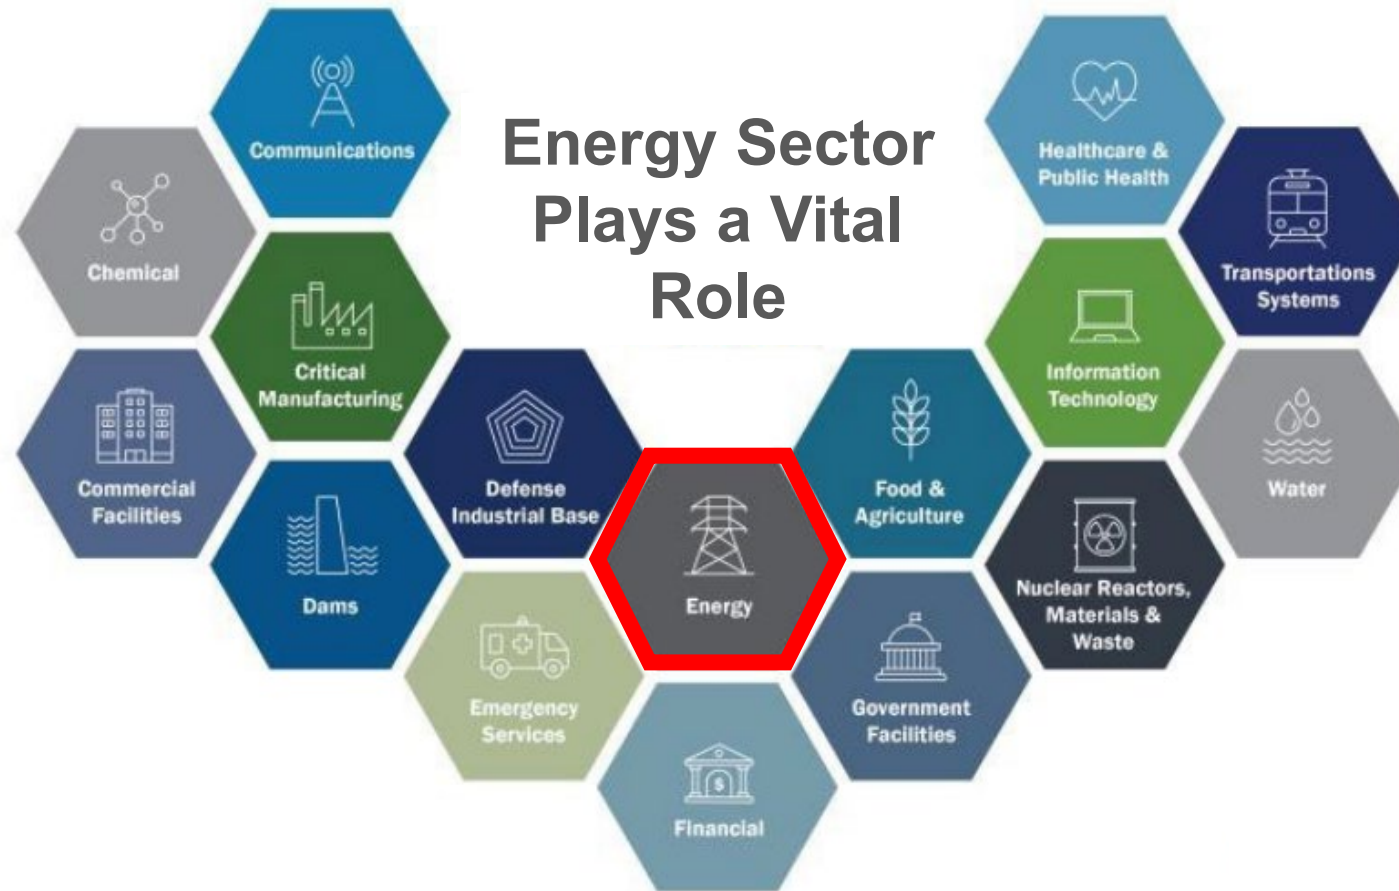 Energy Sector
Plays a Vital
Role
Communications
Chemical
Critical
Manufacturing
Commercial
Facilities
Dams
Defense
Industrial Base
Emergency
Services
Energy
Financial
Food &
Agriculture
Government
Facilities
Healthcare &
Public Health
Information
Technology
Nuclear Reactors,
Materials &
Waste
Transportations
Systems
Water
$